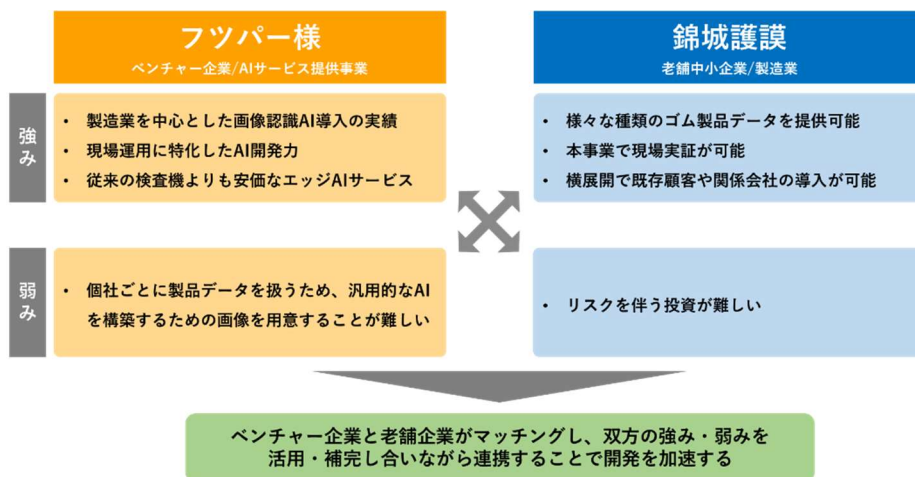 フツパー様
ベンチャー企業/AIサービス提供事業
錦城護謨
老舗中小企業/製造業
強み
• 製造業を中心とした画像認識AI導入の実績
• 現場運用に特化したAI開発力
• 従来の検査機よりも安価なエッジAIサービス
• 様々な種類のゴム製品データを提供可能
• 本事業で現場実証が可能
• 横展開で既存顧客や関係会社の導入が可能
弱み
• 個社ごとに製品データを扱うため、汎用的なAI
を構築するための画像を用意することが難しい
• リスクを伴う投資が難しい
ベンチャー企業と老舗企業がマッチングし、双方の強み・弱みを
活用・補完し合いながら連携することで開発を加速する